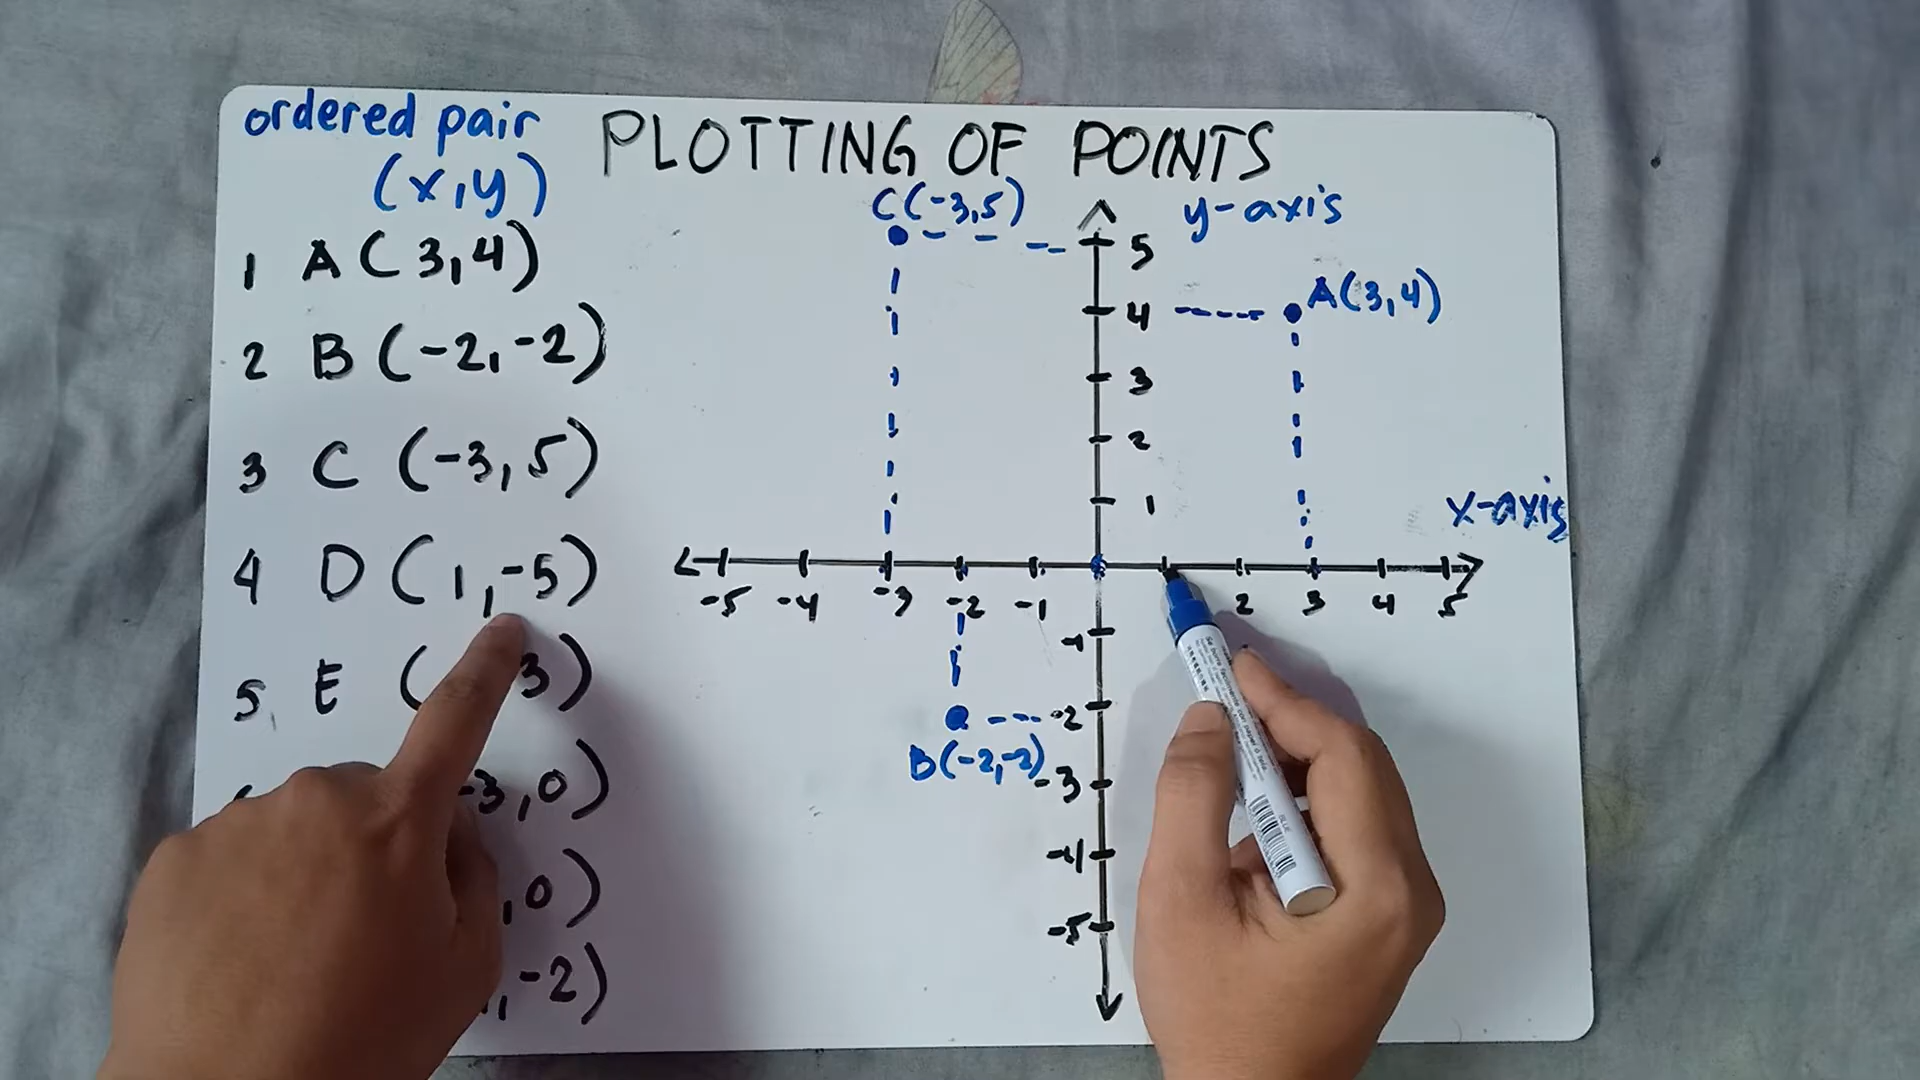 ordered pair
(x,y)
PLOTTING OF POINTS
1 A (3,4)
2 B (-2,-2)
3 C (-3,5)
4 D (1,-5)
5 E ( 3)
-3,0)
,0)
,-2)
C(-3,5)
y-axis
A(3,4)
x-axis
B(-2,-2)
5
4
3
2
1
-5 -4 -3 -2 -1 2 3 4 5
-1
-2
-3
-4
-5
BLUE